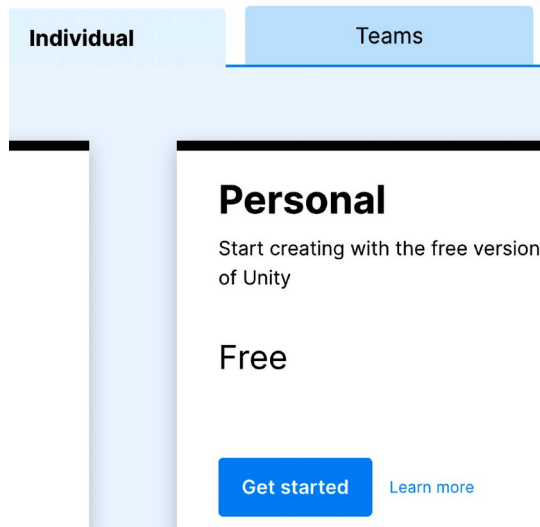 Individual
Teams
Personal
Start creating with the free version
of Unity
Free
Get started
Learn more